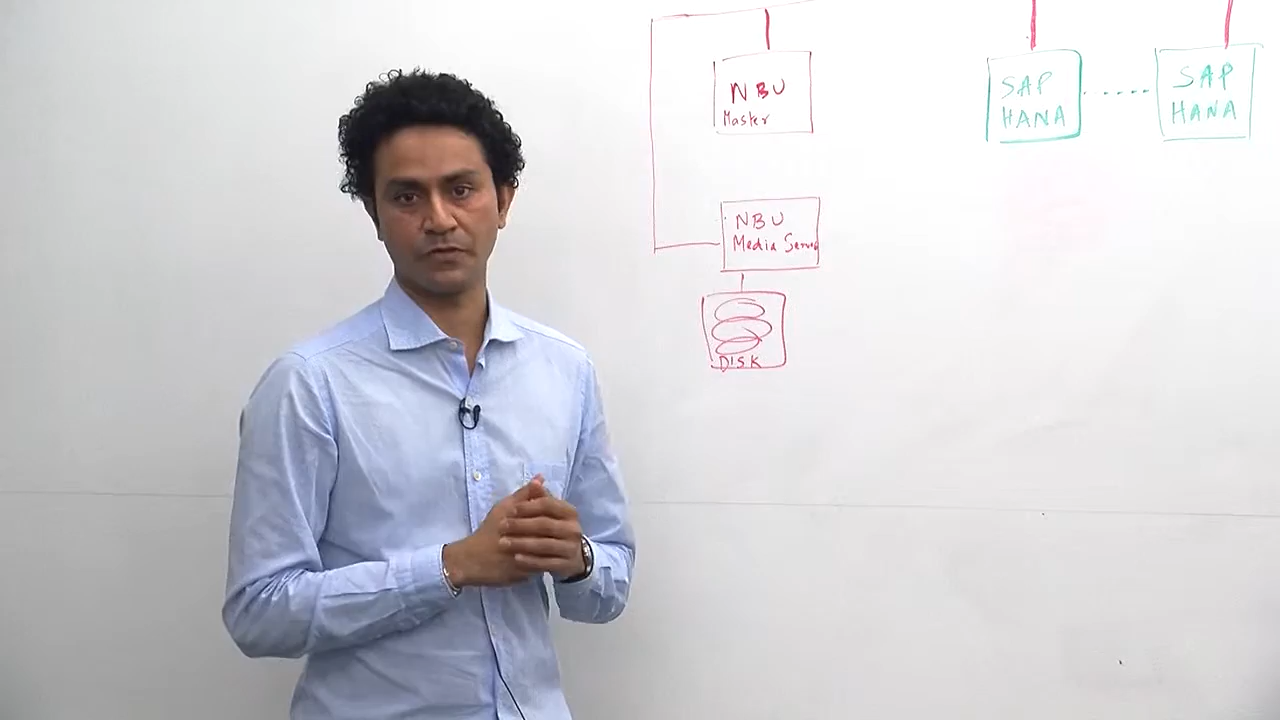 NBU
Master
SAP
HANA
SAP
HANA
NBU
Media Server
DISK